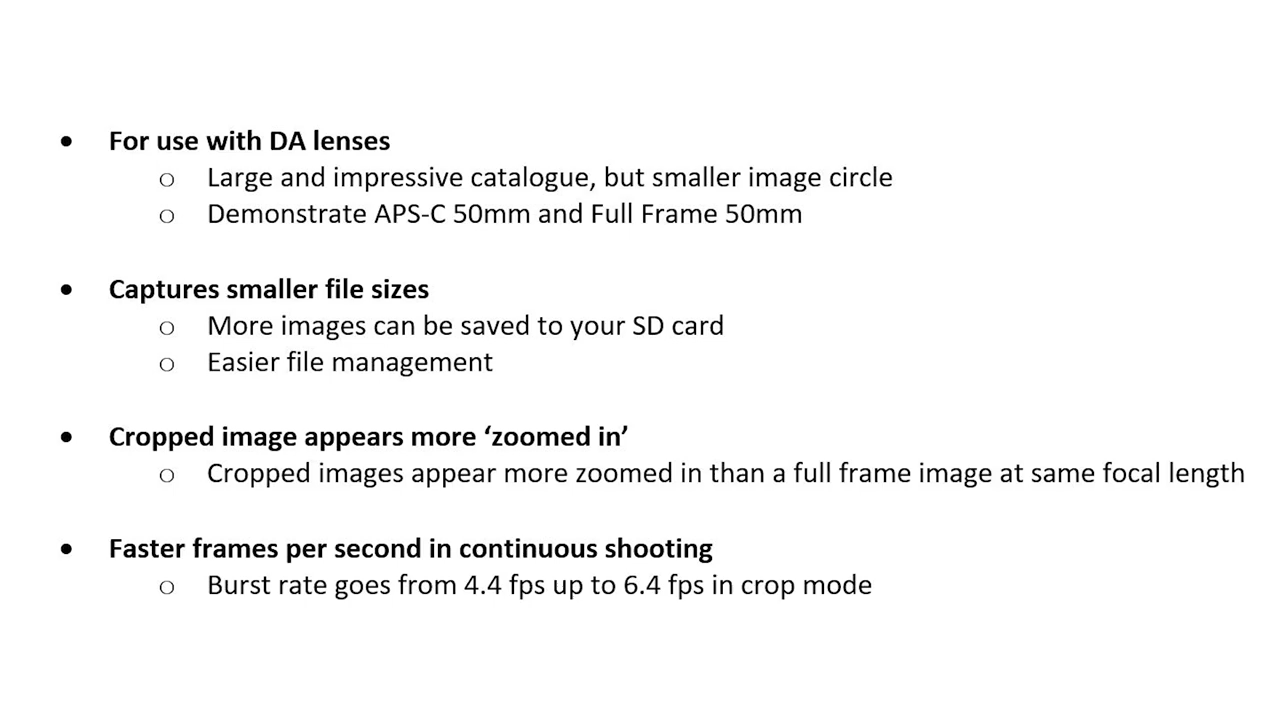 • For use with DA lenses
o Large and impressive catalogue, but smaller image circle
o Demonstrate APS-C 50mm and Full Frame 50mm
• Captures smaller file sizes
o More images can be saved to your SD card
o Easier file management
• Cropped image appears more ‘zoomed in’
o Cropped images appear more zoomed in than a full frame image at same focal length
• Faster frames per second in continuous shooting
o Burst rate goes from 4.4 fps up to 6.4 fps in crop mode